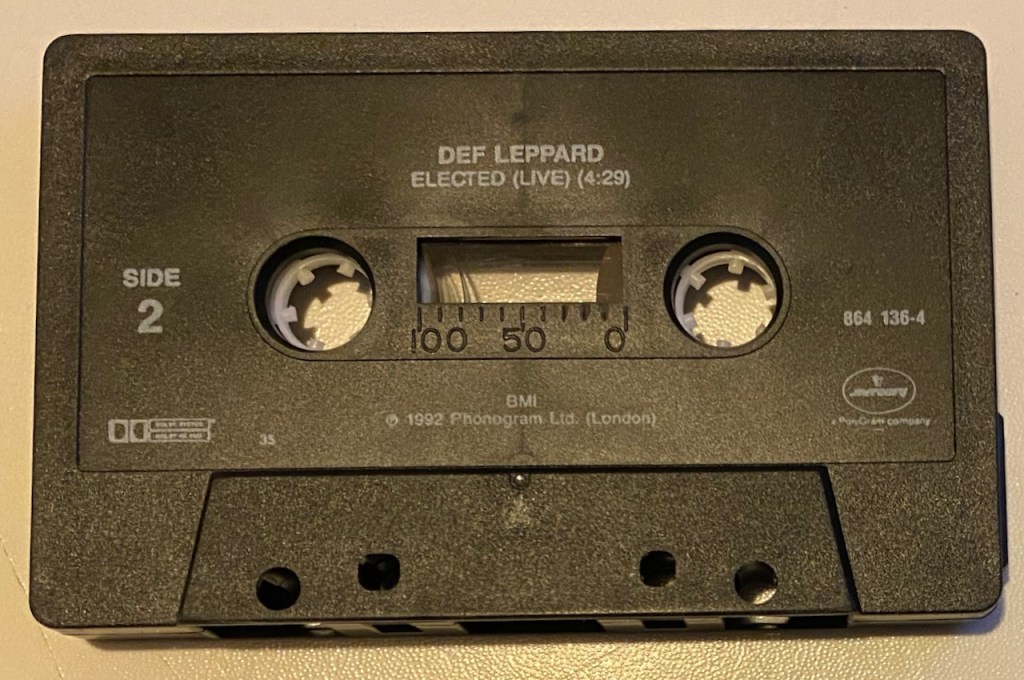 DEF LEPPARD
ELECTED (LIVE) (4:29)
SIDE
2
100 50 0
864 136-4
BMI
℗ 1992 Phonogram Ltd. (London)
mercury
a PolyGram company
35